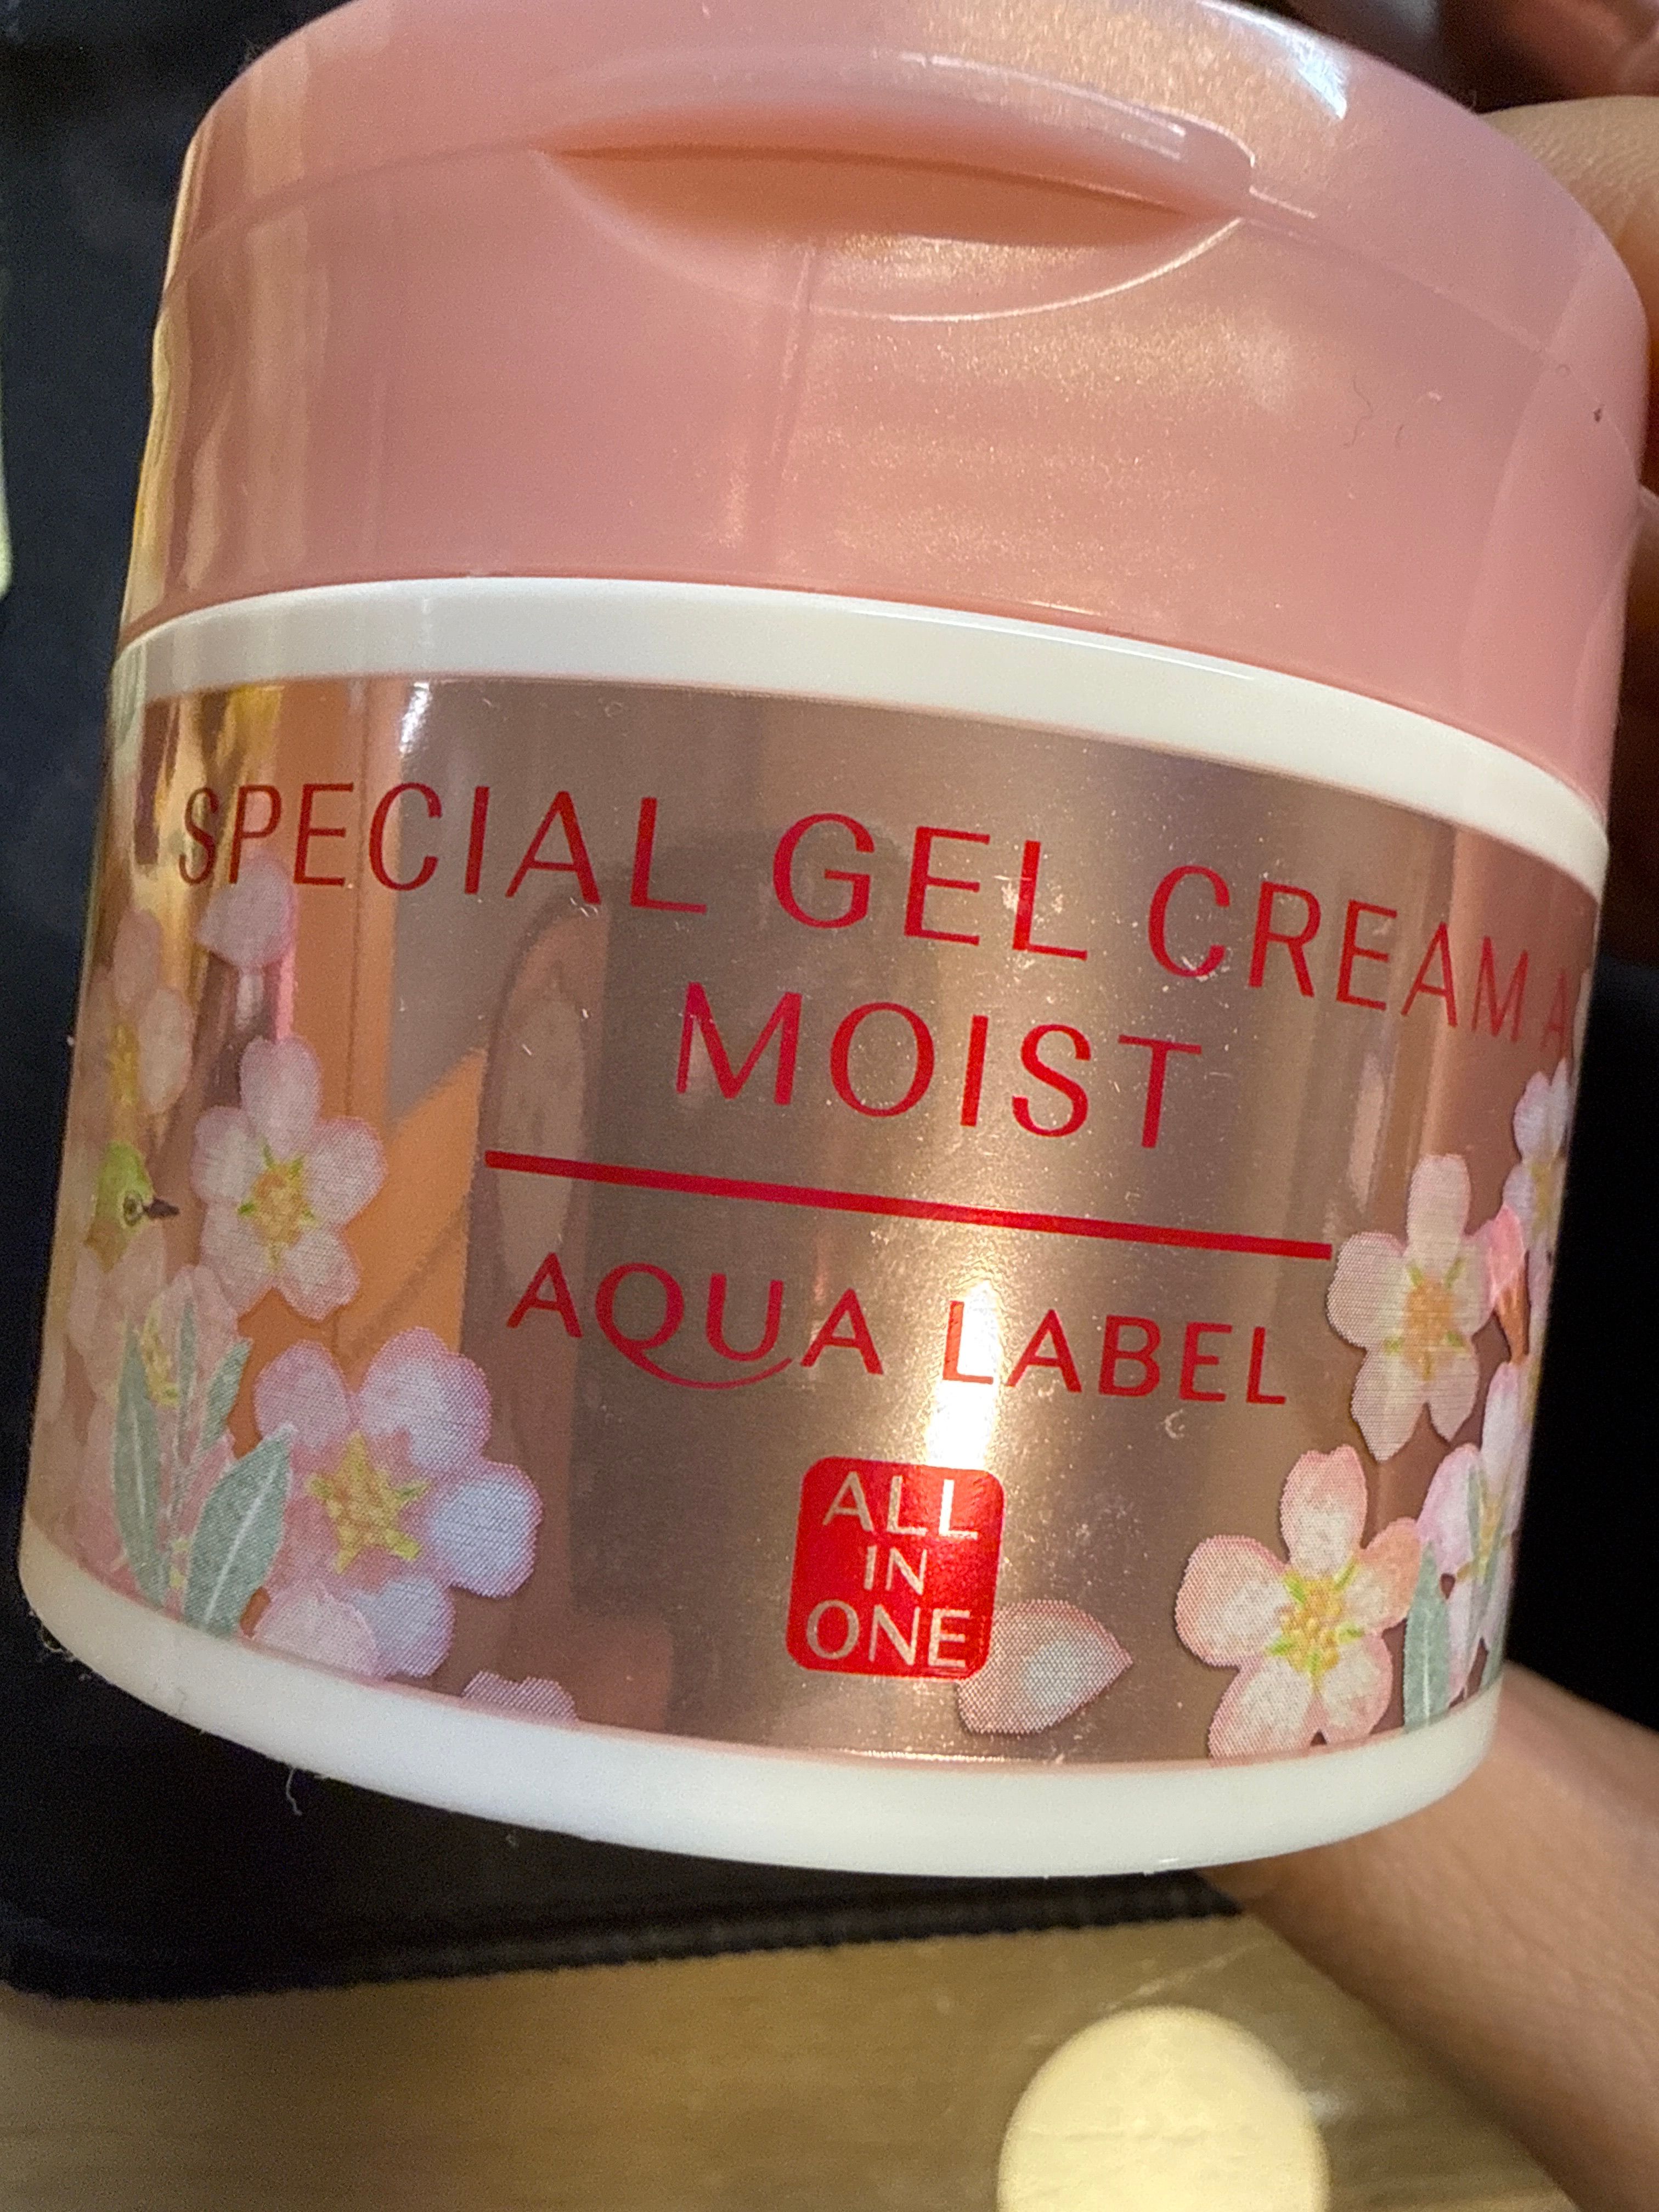 SPECIAL GEL CREAM A
MOIST
AQUA LABEL
ALL
IN
ONE